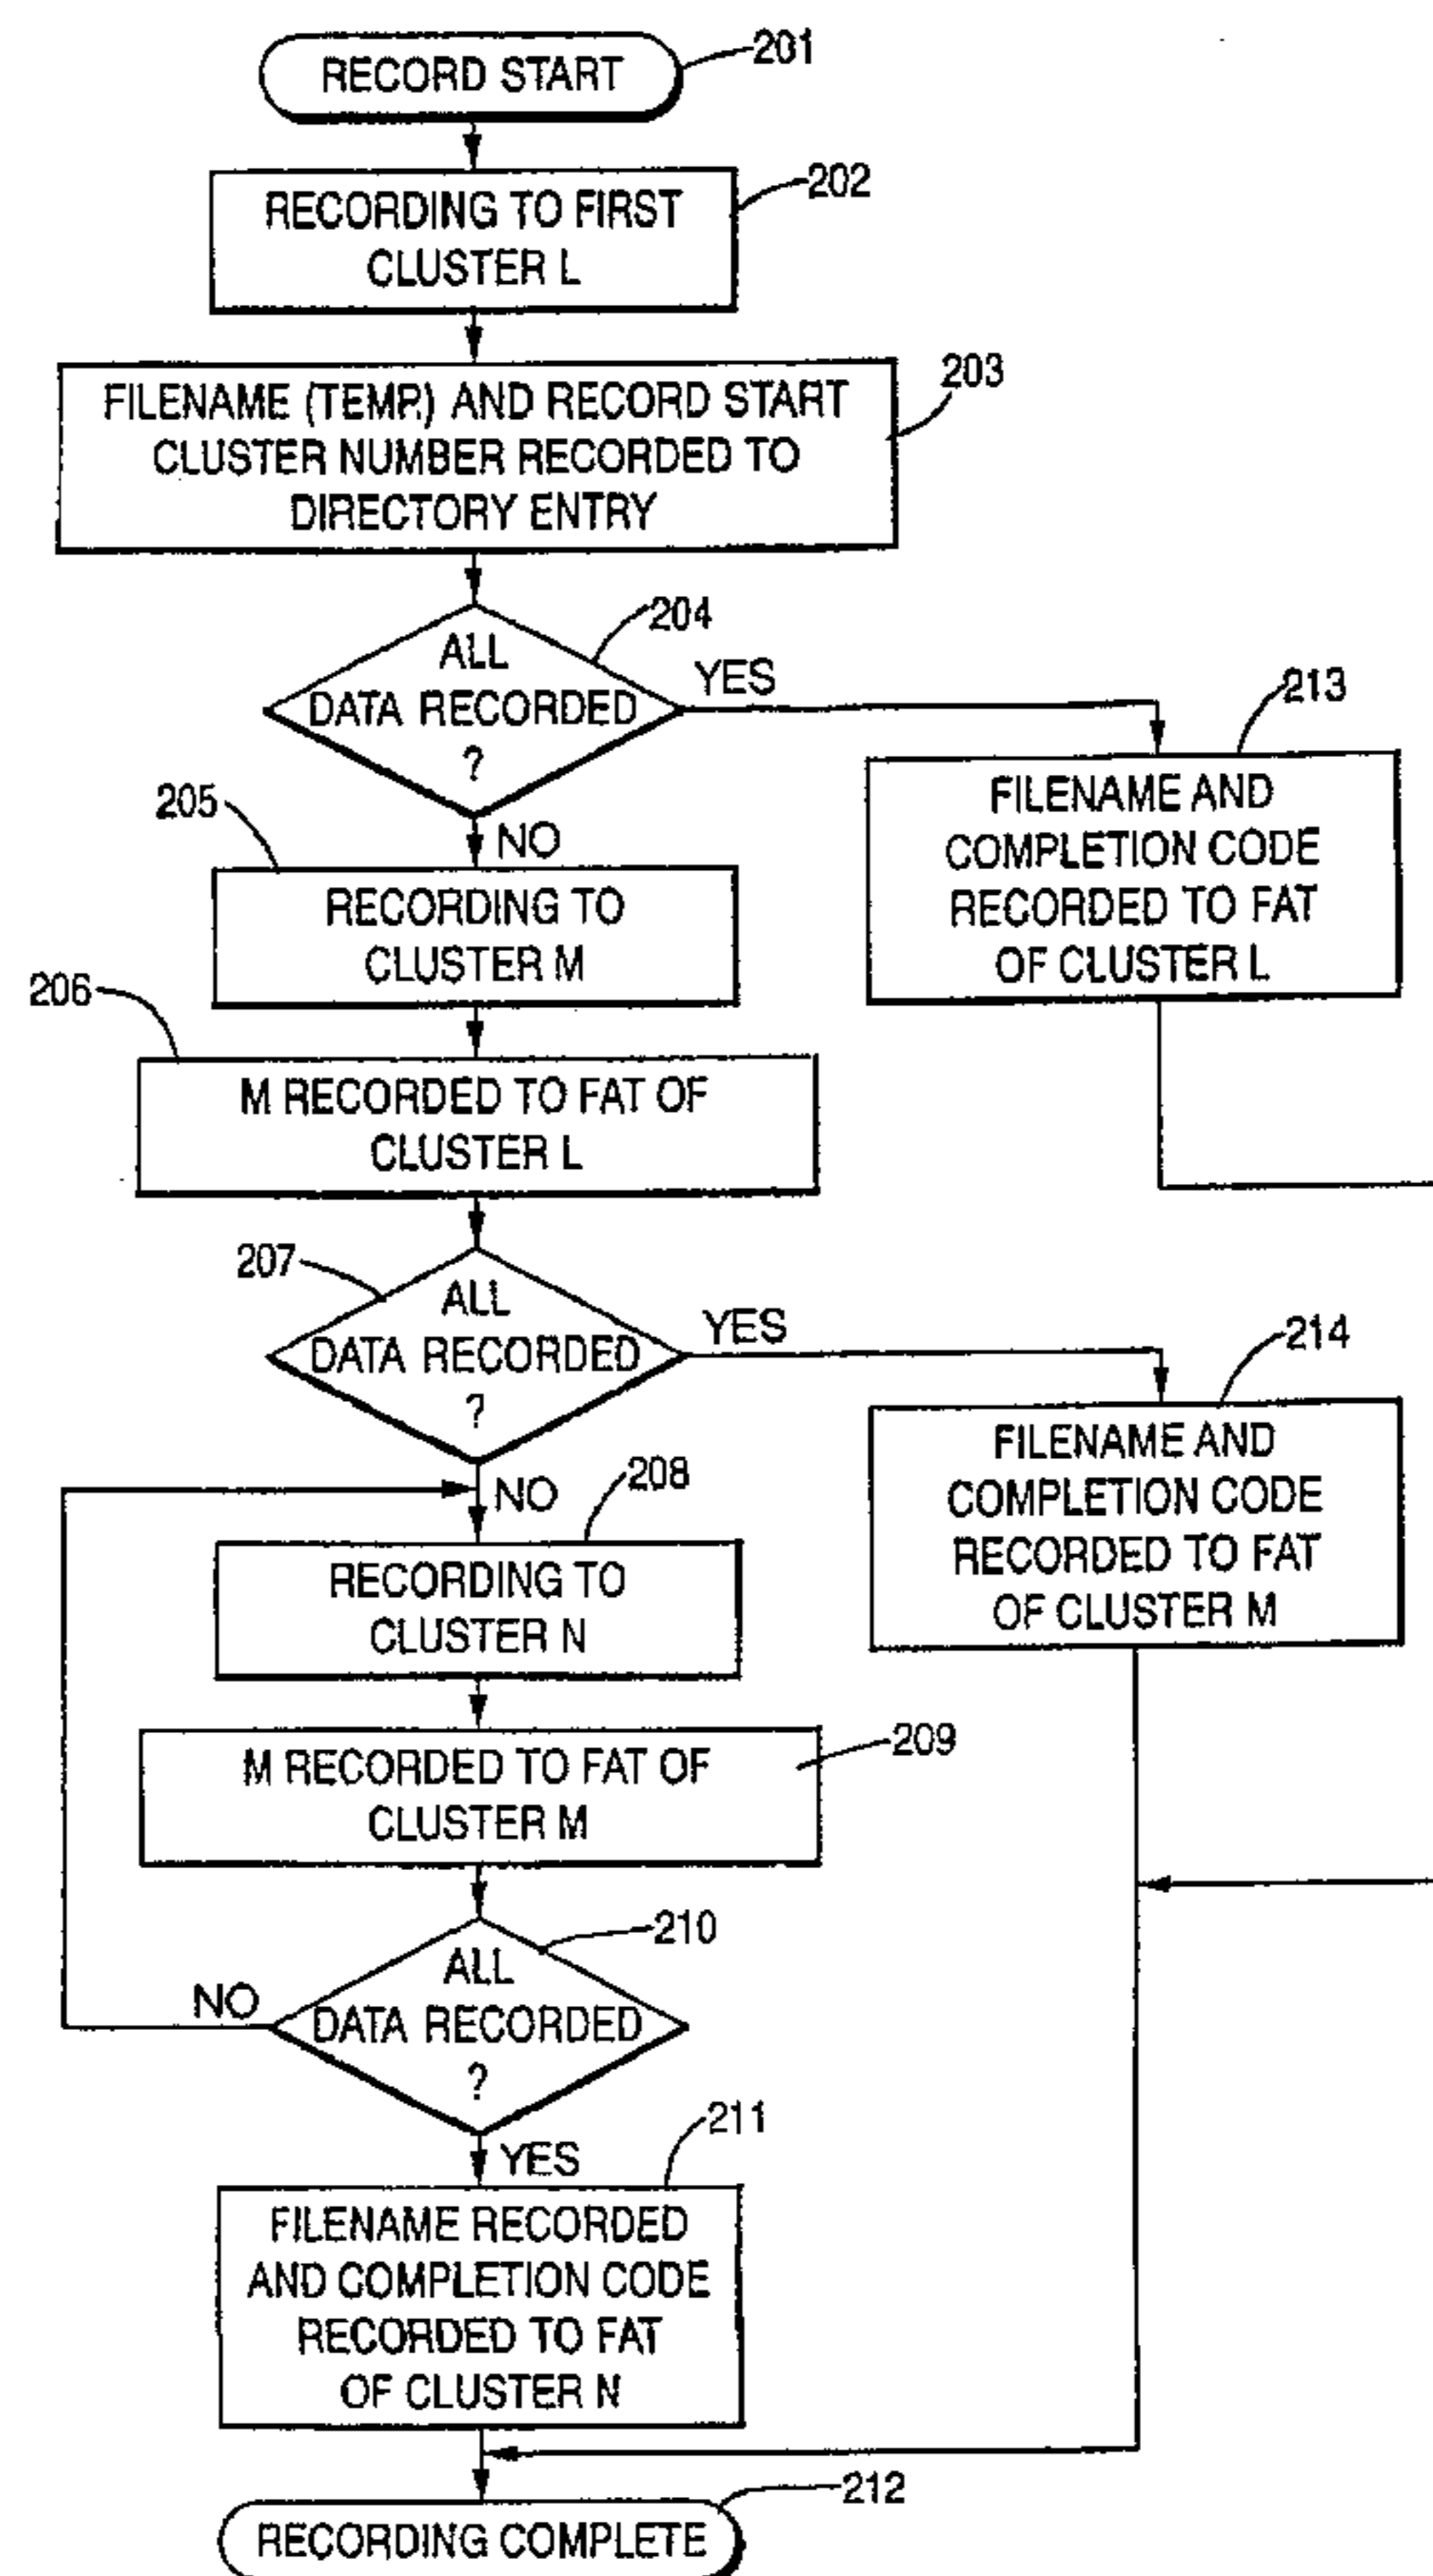 RECORD START
201
RECORDING TO FIRST
CLUSTER L
202
FILENAME (TEMP.) AND RECORD START
CLUSTER NUMBER RECORDED TO
DIRECTORY ENTRY
203
ALL
DATA RECORDED
?
204
YES
NO
213
FILENAME AND
COMPLETION CODE
RECORDED TO FAT
OF CLUSTER L
205
RECORDING TO
CLUSTER M
206
M RECORDED TO FAT OF
CLUSTER L
207
ALL
DATA RECORDED
?
YES
NO
214
FILENAME AND
COMPLETION CODE
RECORDED TO FAT
OF CLUSTER M
208
RECORDING TO
CLUSTER N
209
M RECORDED TO FAT OF
CLUSTER M
210
ALL
DATA RECORDED
?
NO
YES
211
FILENAME RECORDED
AND COMPLETION CODE
RECORDED TO FAT
OF CLUSTER N
212
RECORDING COMPLETE